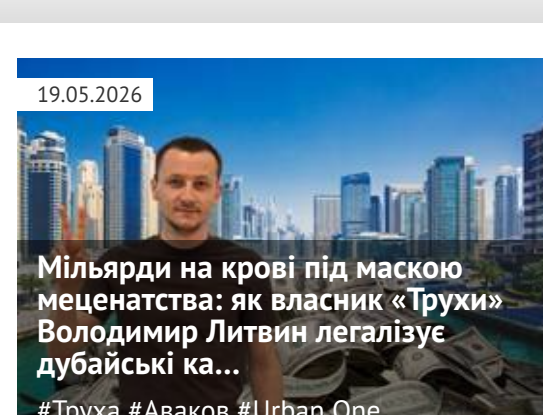 19.05.2026
Мільярди на крові під маскою
меценатства: як власник «Трухи»
Володимир Литвин легалізує
дубайські ка...
#Труха #Аваков #Urban One